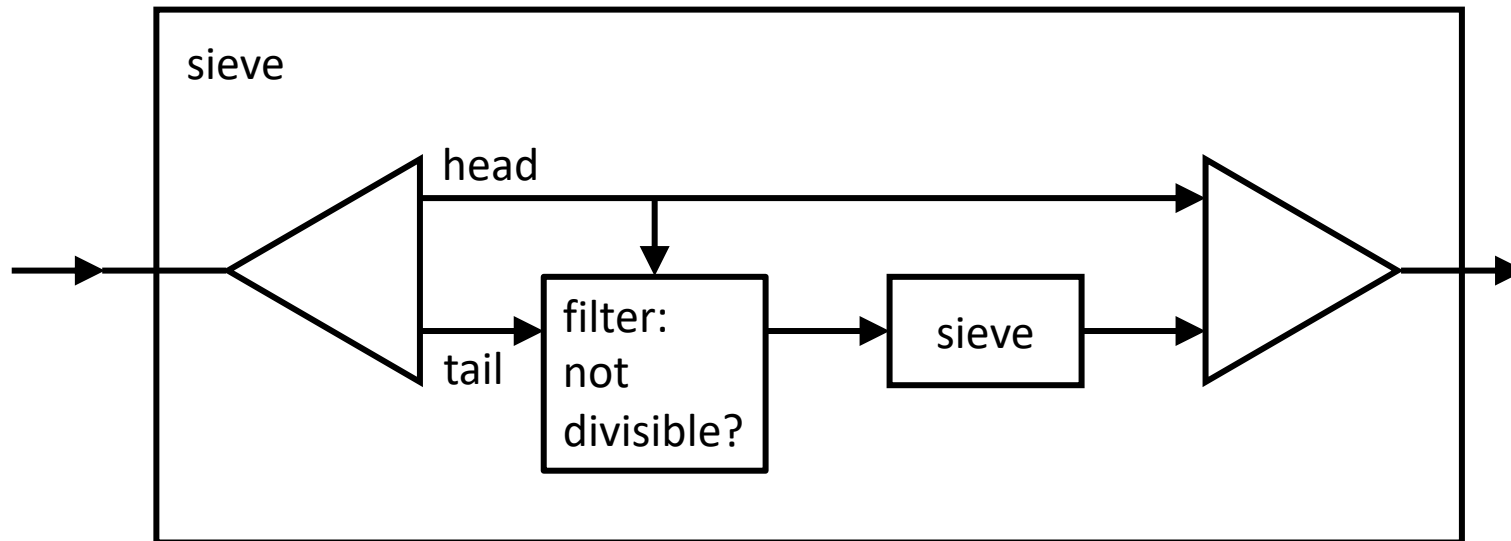 sieve
head
tail
filter:
not
divisible?
sieve